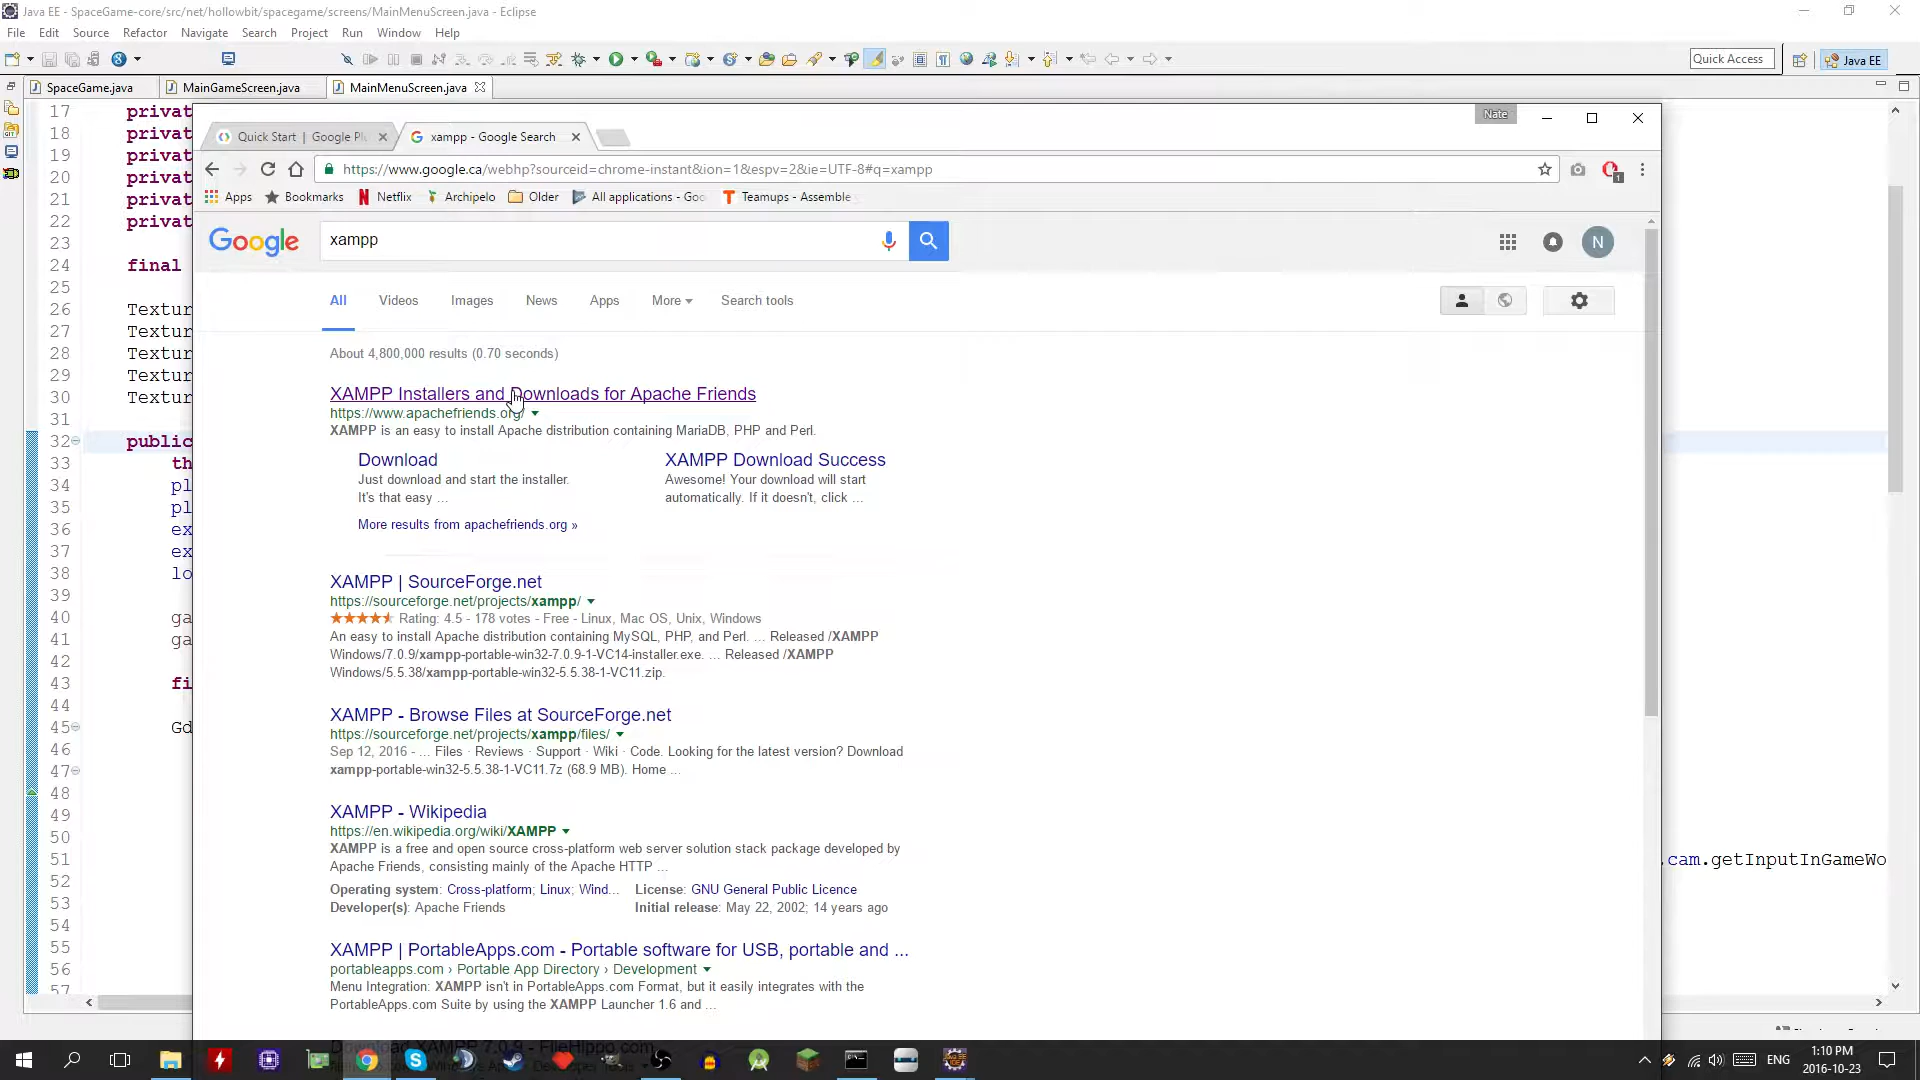 Java EE - SpaceGame-core/src/net/hollowbit/spacegame/screens/MainMenuScreen.java - Eclipse
File Edit Source Refactor Navigate Search Project Run Window Help
Quick Access
Java EE
SpaceGame.java
MainGameScreen.java
MainMenuScreen.java
Nate
Quick Start | Google Pl
xampp - Google Search
https://www.google.ca/webhp?sourceid=chrome-instant&ion=1&espv=2&ie=UTF-8#q=xampp
1
Apps Bookmarks Netflix Archipelo Older All applications - Goo Teamups - Assemble
Google
xampp
N
All Videos Images News Apps More Search tools
About 4,800,000 results (0.70 seconds)
XAMPP Installers and Downloads for Apache Friends
https://www.apachefriends.org/
XAMPP is an easy to install Apache distribution containing MariaDB, PHP and Perl.
Download
Just download and start the installer.
It's that easy ...
XAMPP Download Success
Awesome! Your download will start
automatically. If it doesn't, click ...
More results from apachefriends.org »
XAMPP | SourceForge.net
https://sourceforge.net/projects/xampp/
Rating: 4.5 - 178 votes - Free - Linux, Mac OS, Unix, Windows
An easy to install Apache distribution containing MySQL, PHP, and Perl. ... Released /XAMPP
Windows/7.0.9/xampp-portable-win32-7.0.9-1-VC14-installer.exe. ... Released /XAMPP
Windows/5.5.38/xampp-portable-win32-5.5.38-1-VC11.zip.
XAMPP - Browse Files at SourceForge.net
https://sourceforge.net/projects/xampp/files/
Sep 12, 2016 - ... Files · Reviews · Support · Wiki · Code. Looking for the latest version? Download
xampp-portable-win32-5.5.38-1-VC11.7z (68.9 MB). Home ...
XAMPP - Wikipedia
https://en.wikipedia.org/wiki/XAMPP
XAMPP is a free and open source cross-platform web server solution stack package developed by
Apache Friends, consisting mainly of the Apache HTTP ...
Operating system: Cross-platform; Linux; Wind... License: GNU General Public Licence
Developer(s): Apache Friends Initial release: May 22, 2002; 14 years ago
XAMPP | PortableApps.com - Portable software for USB, portable and ...
portableapps.com › Portable App Directory › Development
Menu Integration: XAMPP isn't in PortableApps.com Format, but it easily integrates with the
PortableApps.com Suite by using the XAMPP Launcher 1.6 and ...
Download XAMPP 7.0.9 - FileHippo.com
17 privat
18 privat
19 privat
20 privat
21 privat
22 privat
23
24 final
25
26 Textur
27 Textur
28 Textur
29 Textur
30 Textur
31
32 public
33 th
34 pl
35 pl
36 ex
37 ex
38 lo
39
40 ga
41 ga
42
43 fi
44
45 Gd
46
47
48
49
50
51 .cam.getInputInGameWo
52
53
54
55
56
57
ENG
1:10 PM
2016-10-23